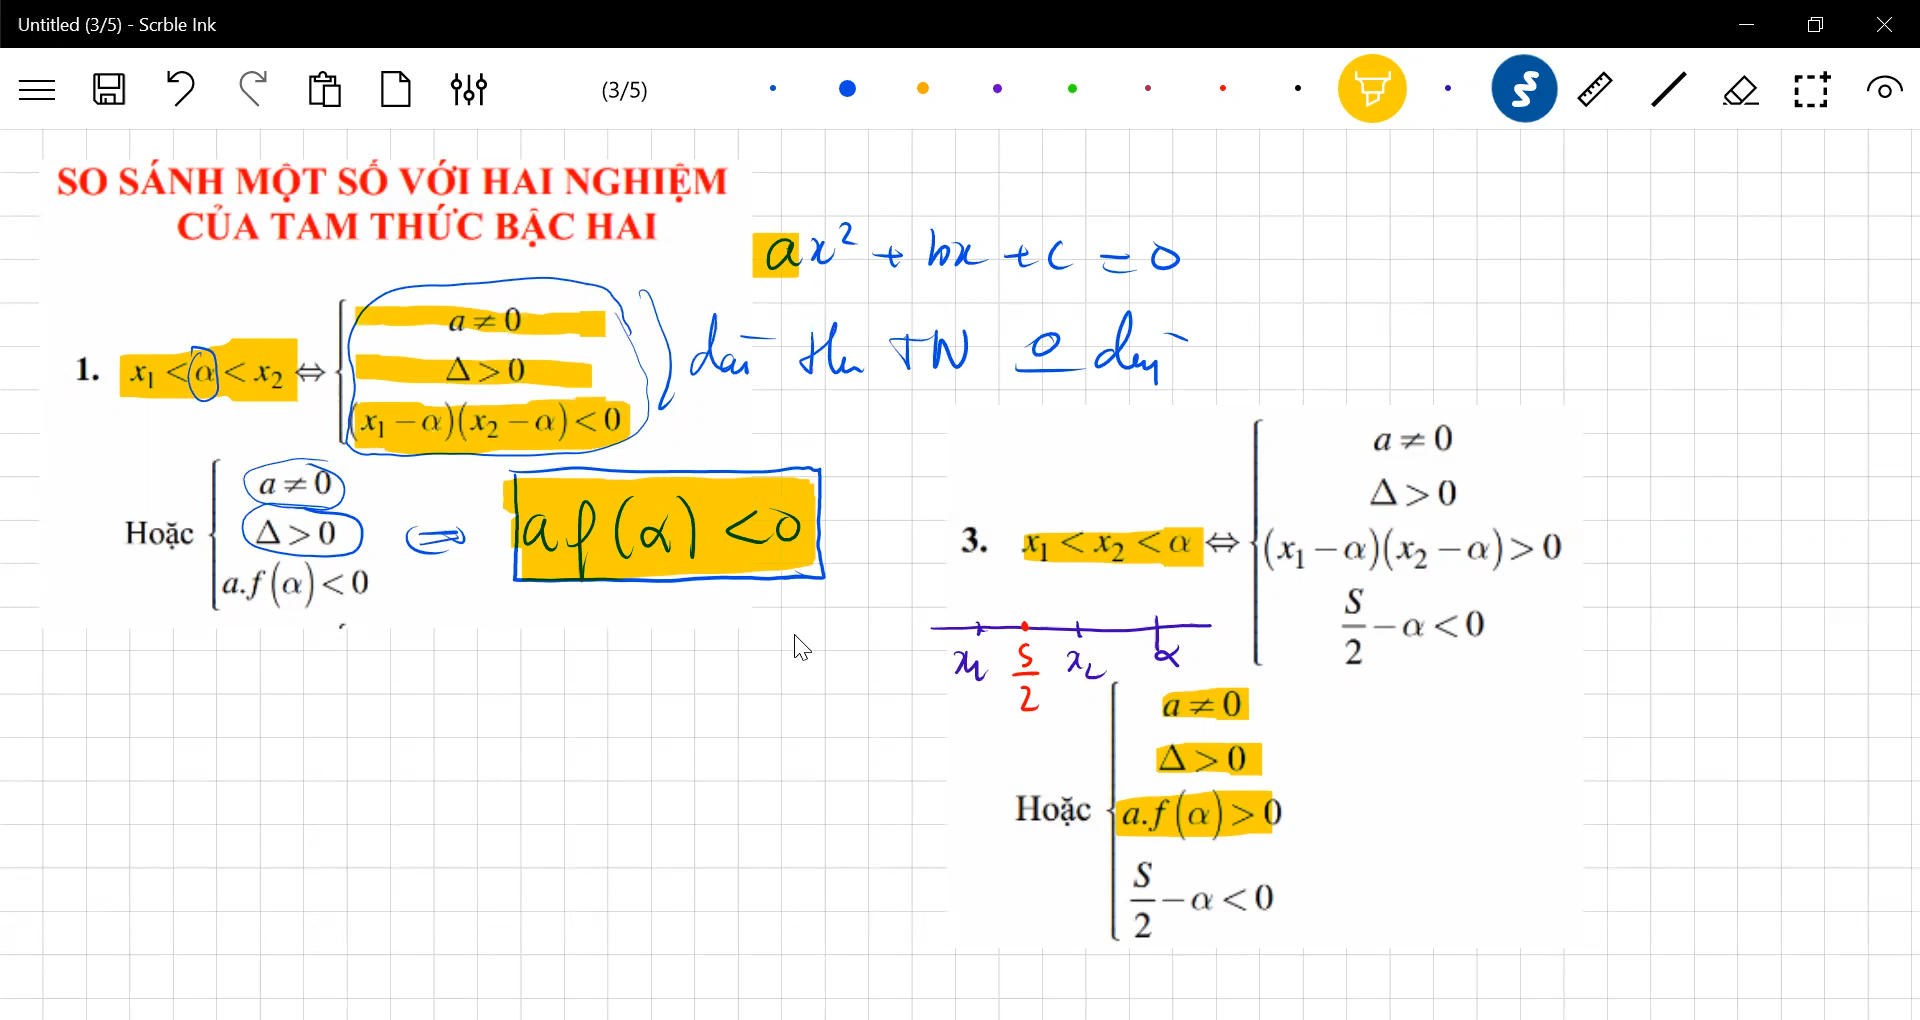 Untitled (3/5) - Scrble Ink
(3/5)
SO SÁNH MỘT SỐ VỚI HAI NGHIỆM
CỦA TAM THỨC BẬC HAI
ax² + bx + c = 0
1. x₁ < α < x₂ ⇔ { a ≠ 0
Δ > 0
(x₁ − α)(x₂ − α) < 0
TN
Hoặc { a ≠ 0
Δ > 0
a.f(α) < 0
⇔ af(α) < 0
3. x₁ < x₂ < α ⇔ { a ≠ 0
Δ > 0
(x₁ − α)(x₂ − α) > 0
S/2 − α < 0
x₁ S/2 x₂ α
Hoặc { a ≠ 0
Δ > 0
a.f(α) > 0
S/2 − α < 0